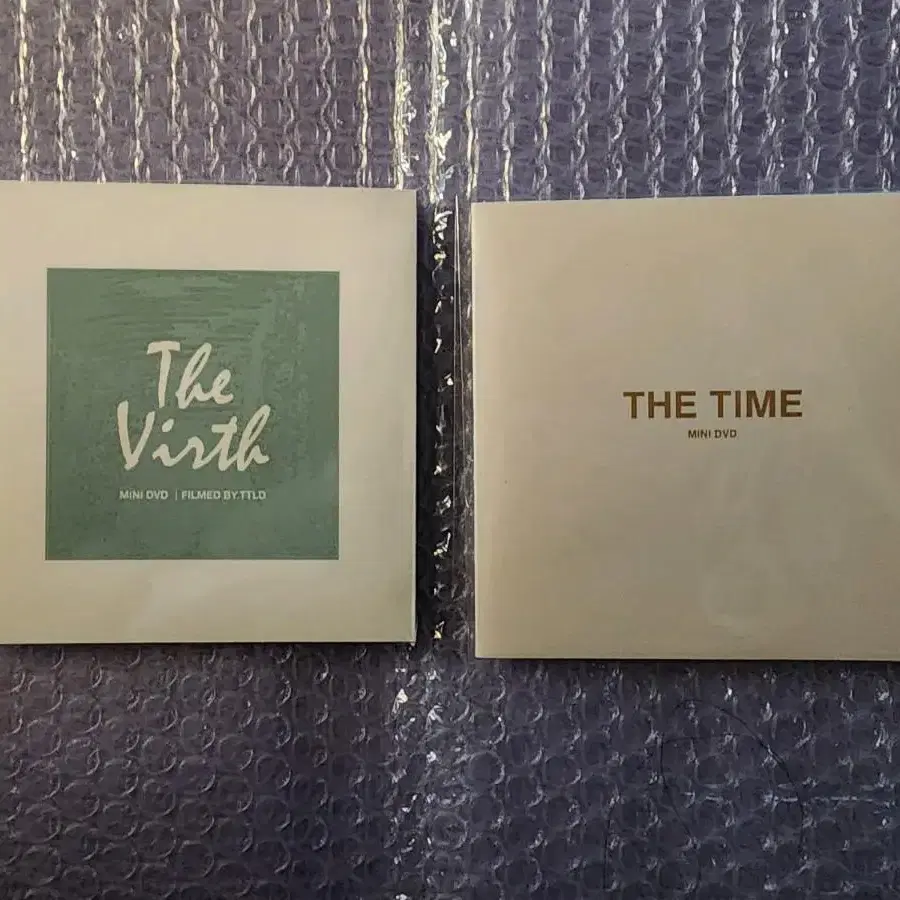 The
Virth
MINI DVD | FILMED BY.TTLD
THE TIME
MINI DVD